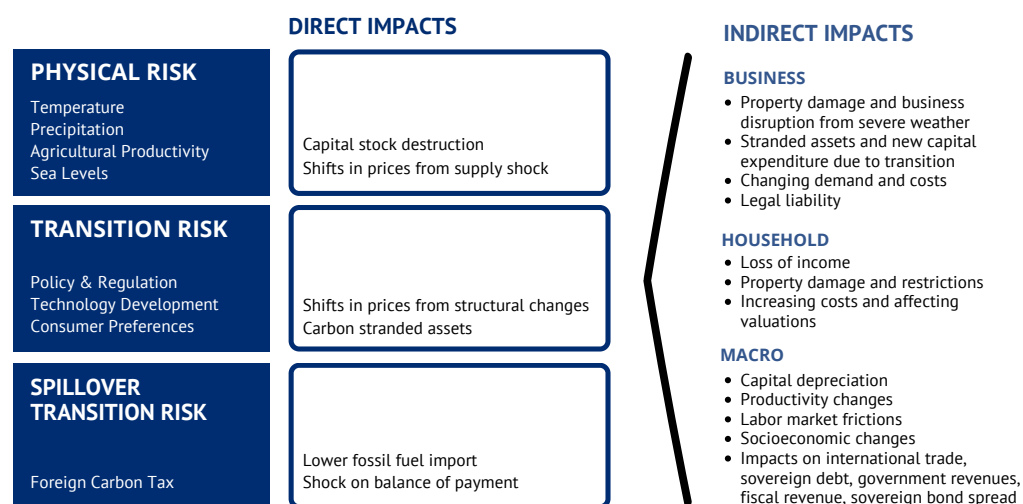 DIRECT IMPACTS
PHYSICAL RISK
Temperature
Precipitation
Agricultural Productivity
Sea Levels
Capital stock destruction
Shifts in prices from supply shock
TRANSITION RISK
Policy & Regulation
Technology Development
Consumer Preferences
Shifts in prices from structural changes
Carbon stranded assets
SPILLOVER
TRANSITION RISK
Foreign Carbon Tax
Lower fossil fuel import
Shock on balance of payment
INDIRECT IMPACTS
BUSINESS
• Property damage and business
disruption from severe weather
• Stranded assets and new capital
expenditure due to transition
• Changing demand and costs
• Legal liability
HOUSEHOLD
• Loss of income
• Property damage and restrictions
• Increasing costs and affecting
valuations
MACRO
• Capital depreciation
• Productivity changes
• Labor market frictions
• Socioeconomic changes
• Impacts on international trade,
sovereign debt, government revenues,
fiscal revenue, sovereign bond spread